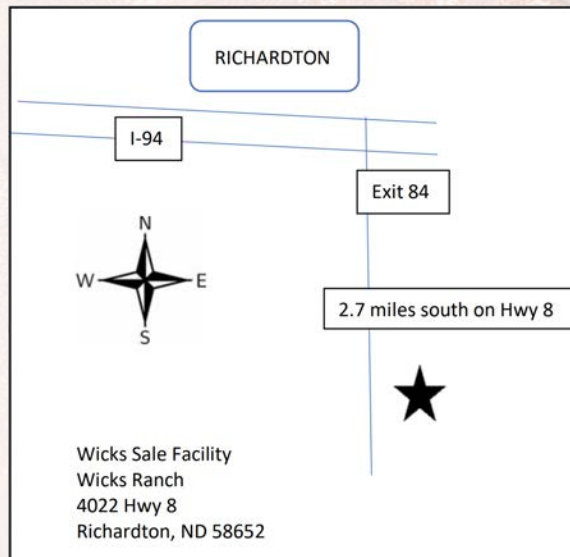 RICHARDTON
I-94
Exit 84
N
W
E
S
2.7 miles south on Hwy 8
Wicks Sale Facility
Wicks Ranch
4022 Hwy 8
Richardton, ND 58652